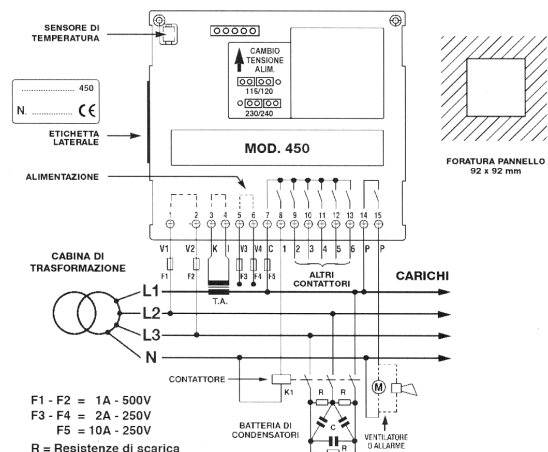 SENSORE DI
TEMPERATURA
CAMBIO
TENSIONE
ALIM.
115/120
230/240
............... 450
N. ............... CE
ETICHETTA
LATERALE
MOD. 450
FORATURA PANNELLO
92 x 92 mm
ALIMENTAZIONE
1 2 3 4 5 6 7 8 9 10 11 12 13 14 15
V1 V2 K l V3 V4 C 1 2 3 4 5 6 P P
F1 F2 F3 F4 F5
CABINA DI
TRASFORMAZIONE
ALTRI
CONTATTORI
CARICHI
T.A.
L1
L2
L3
N
CONTATTORE
K1
R R
M
C
R
F1 - F2 = 1A - 500V
F3 - F4 = 2A - 250V
F5 = 10A - 250V
R = Resistenze di scarica
BATTERIA DI
CONDENSATORI
VENTILATORE
O ALLARME